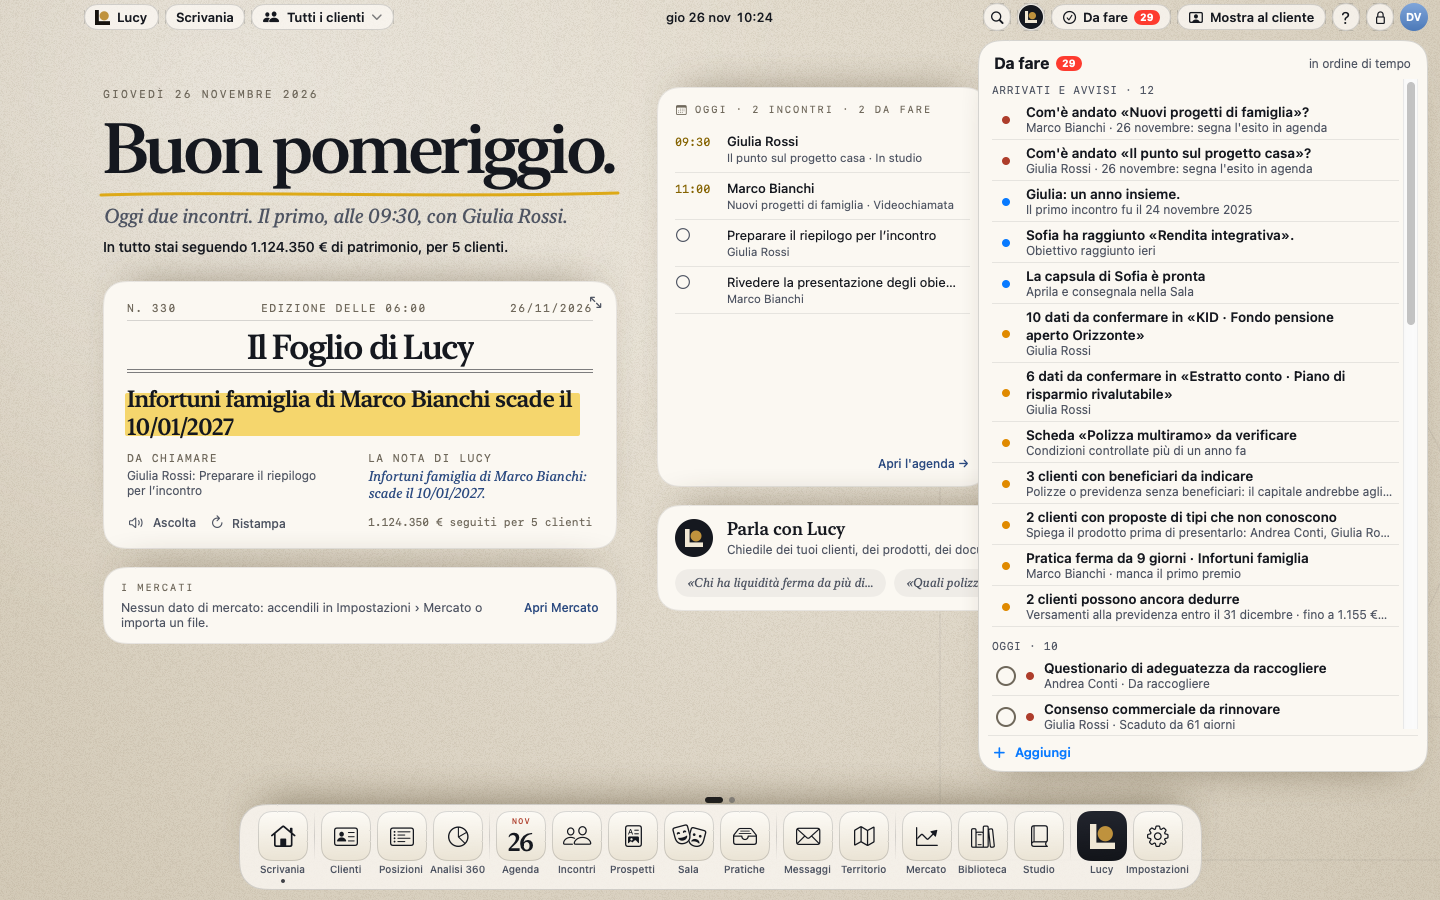 Lucy
Scrivania
Tutti i clienti
gio 26 nov 10:24
Da fare 29
Mostra al cliente
?
DV
GIOVEDÌ 26 NOVEMBRE 2026
Buon pomeriggio.
Oggi due incontri. Il primo, alle 09:30, con Giulia Rossi.
In tutto stai seguendo 1.124.350 € di patrimonio, per 5 clienti.
N. 330 EDIZIONE DELLE 06:00 26/11/2026
Il Foglio di Lucy
Infortuni famiglia di Marco Bianchi scade il
10/01/2027
DA CHIAMARE
Giulia Rossi: Preparare il riepilogo
per l'incontro
LA NOTA DI LUCY
Infortuni famiglia di Marco Bianchi:
scade il 10/01/2027.
Ascolta
Ristampa
1.124.350 € seguiti per 5 clienti
I MERCATI
Nessun dato di mercato: accendili in Impostazioni › Mercato o
importa un file.
Apri Mercato
OGGI · 2 INCONTRI · 2 DA FARE
09:30 Giulia Rossi
Il punto sul progetto casa · In studio
11:00 Marco Bianchi
Nuovi progetti di famiglia · Videochiamata
Preparare il riepilogo per l'incontro
Giulia Rossi
Rivedere la presentazione degli obie...
Marco Bianchi
Apri l'agenda →
Parla con Lucy
Chiedile dei tuoi clienti, dei prodotti, dei docu
«Chi ha liquidità ferma da più di...
«Quali polizz
Da fare 29
in ordine di tempo
ARRIVATI E AVVISI · 12
Com'è andato «Nuovi progetti di famiglia»?
Marco Bianchi · 26 novembre: segna l'esito in agenda
Com'è andato «Il punto sul progetto casa»?
Giulia Rossi · 26 novembre: segna l'esito in agenda
Giulia: un anno insieme.
Il primo incontro fu il 24 novembre 2025
Sofia ha raggiunto «Rendita integrativa».
Obiettivo raggiunto ieri
La capsula di Sofia è pronta
Aprila e consegnala nella Sala
10 dati da confermare in «KID · Fondo pensione
aperto Orizzonte»
Giulia Rossi
6 dati da confermare in «Estratto conto · Piano di
risparmio rivalutabile»
Giulia Rossi
Scheda «Polizza multiramo» da verificare
Condizioni controllate più di un anno fa
3 clienti con beneficiari da indicare
Polizze o previdenza senza beneficiari: il capitale andrebbe agli...
2 clienti con proposte di tipi che non conoscono
Spiega il prodotto prima di presentarlo: Andrea Conti, Giulia Ro...
Pratica ferma da 9 giorni · Infortuni famiglia
Marco Bianchi · manca il primo premio
2 clienti possono ancora dedurre
Versamenti alla previdenza entro il 31 dicembre · fino a 1.155 €...
OGGI · 10
Questionario di adeguatezza da raccogliere
Andrea Conti · Da raccogliere
Consenso commerciale da rinnovare
Giulia Rossi · Scaduto da 61 giorni
+ Aggiungi
NOV
26
Scrivania
Clienti
Posizioni
Analisi 360
Agenda
Incontri
Prospetti
Sala
Pratiche
Messaggi
Territorio
Mercato
Biblioteca
Studio
Lucy
Impostazioni